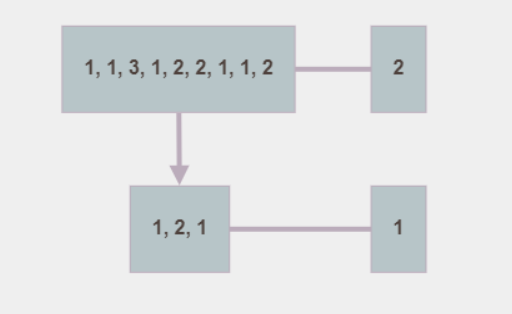 1, 1, 3, 1, 2, 2, 1, 1, 2
2
1, 2, 1
1